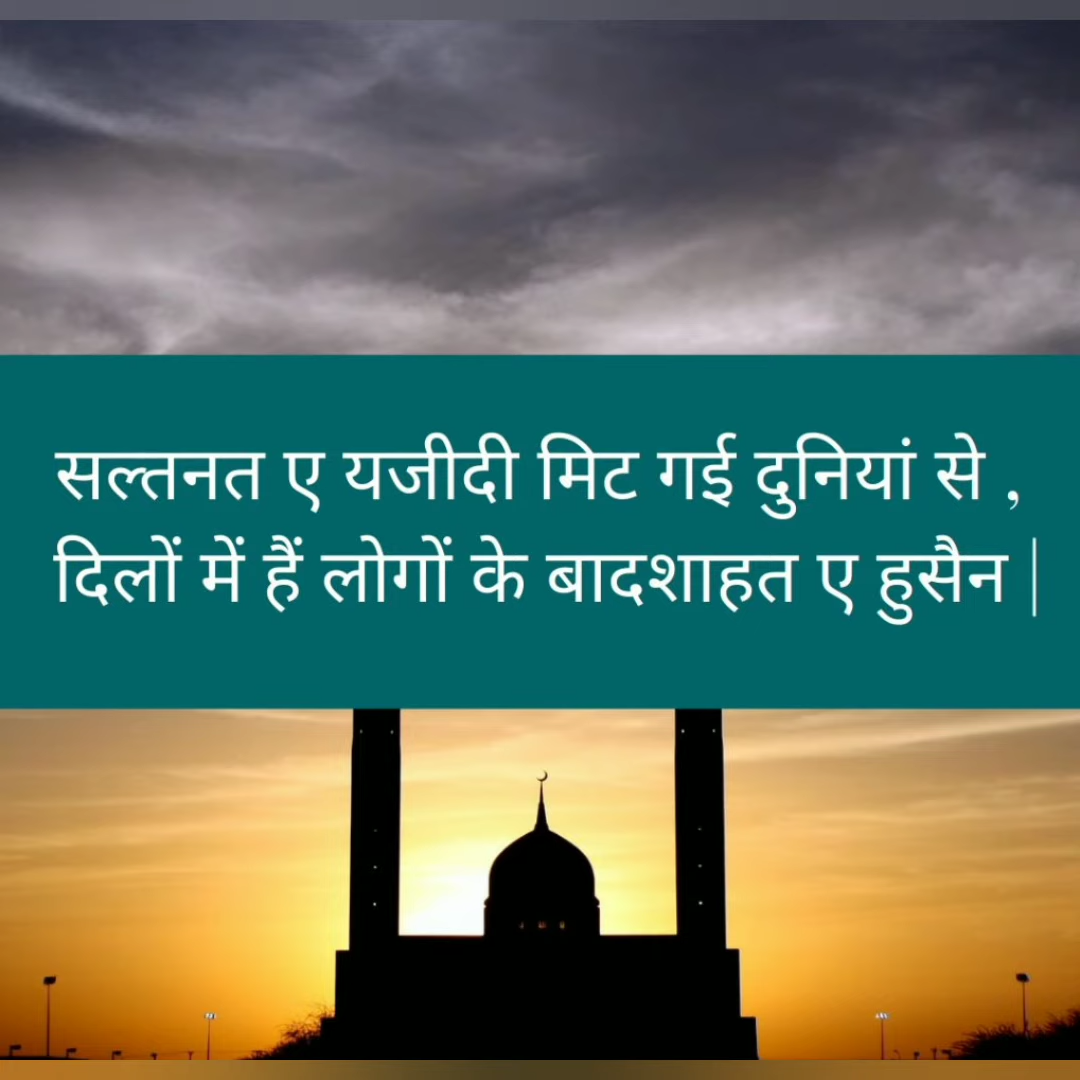 सल्तनत ए यजीदी मिट गई दुनियां से ,
दिलों में हैं लोगों के बादशाहत ए हुसैन |